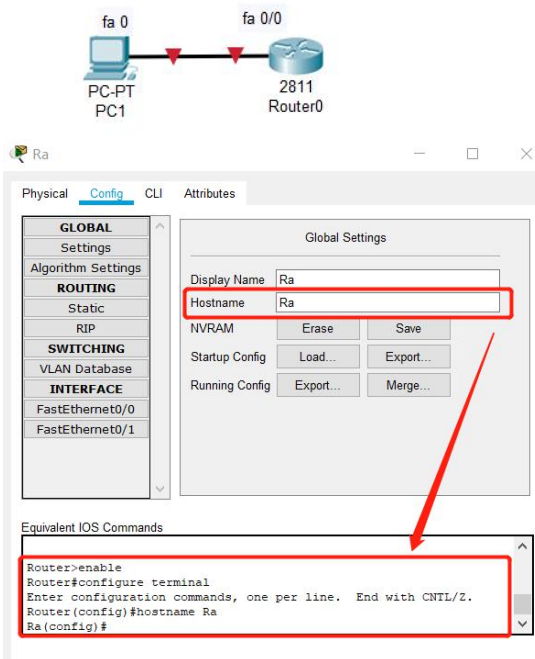 fa 0
fa 0/0
PC-PT
PC1
2811
Router0
Ra
Physical Config CLI Attributes
GLOBAL
Settings
Algorithm Settings
ROUTING
Static
RIP
SWITCHING
VLAN Database
INTERFACE
FastEthernet0/0
FastEthernet0/1
Global Settings
Display Name Ra
Hostname Ra
NVRAM Erase Save
Startup Config Load... Export...
Running Config Export... Merge...
Equivalent IOS Commands
Router>enable
Router#configure terminal
Enter configuration commands, one per line. End with CNTL/Z.
Router(config)#hostname Ra
Ra(config)#